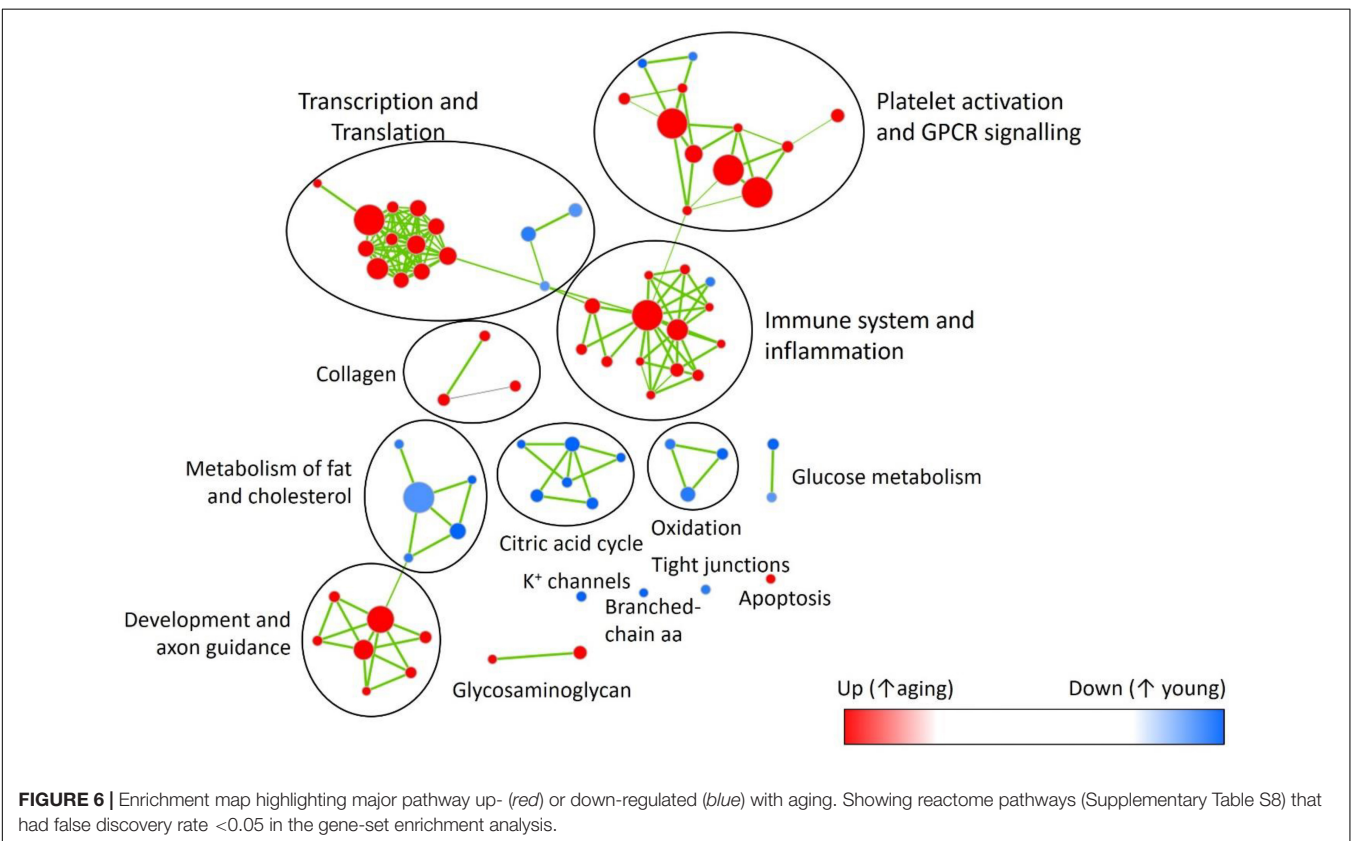 Transcription and
Translation
Platelet activation
and GPCR signalling
Immune system and
inflammation
Collagen
Metabolism of fat
and cholesterol
Citric acid cycle
Oxidation
Glucose metabolism
K⁺ channels
Tight junctions
Branched-
chain aa
Apoptosis
Development and
axon guidance
Glycosaminoglycan
Up (↑aging)
Down (↑ young)
FIGURE 6 | Enrichment map highlighting major pathway up- (red) or down-regulated (blue) with aging. Showing reactome pathways (Supplementary Table S8) that
had false discovery rate <0.05 in the gene-set enrichment analysis.